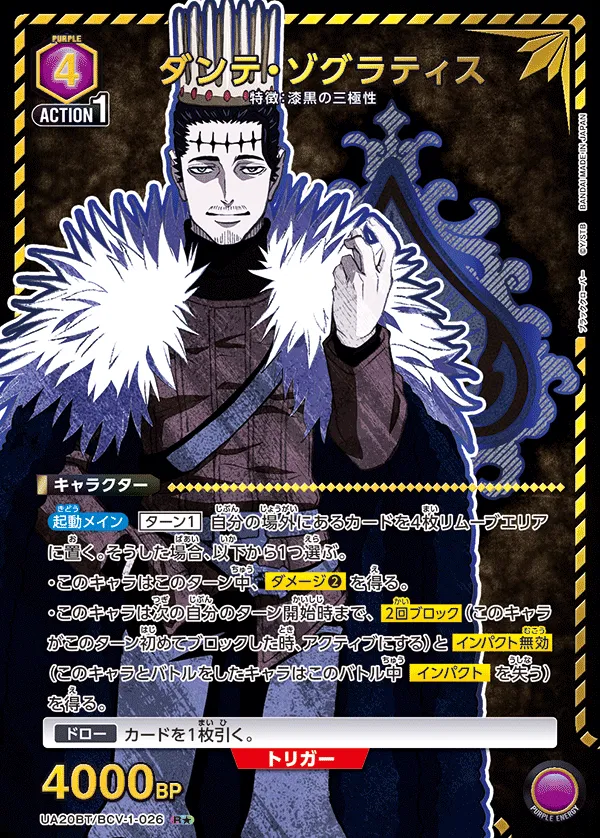 PURPLE
4
ダンテ・ゾグラティス
ACTION 1
特徴:漆黒の三極性
BANDAI MADE IN JAPAN
©Y/STB
ブラッククローバー
キャラクター
起動メイン ターン1 自分の場外にあるカードを4枚リムーブエリア
に置く。そうした場合、以下から1つ選ぶ。
・このキャラはこのターン中、ダメージ❷を得る。
・このキャラは次の自分のターン開始時まで、2回ブロック(このキャラ
がこのターン初めてブロックした時、アクティブにする)とインパクト無効
(このキャラとバトルをしたキャラはこのバトル中 インパクト を失う)
を得る。
ドロー カードを1枚引く。
トリガー
4000BP
UA20BT/BCV-1-026 R★
PURPLE ENERGY